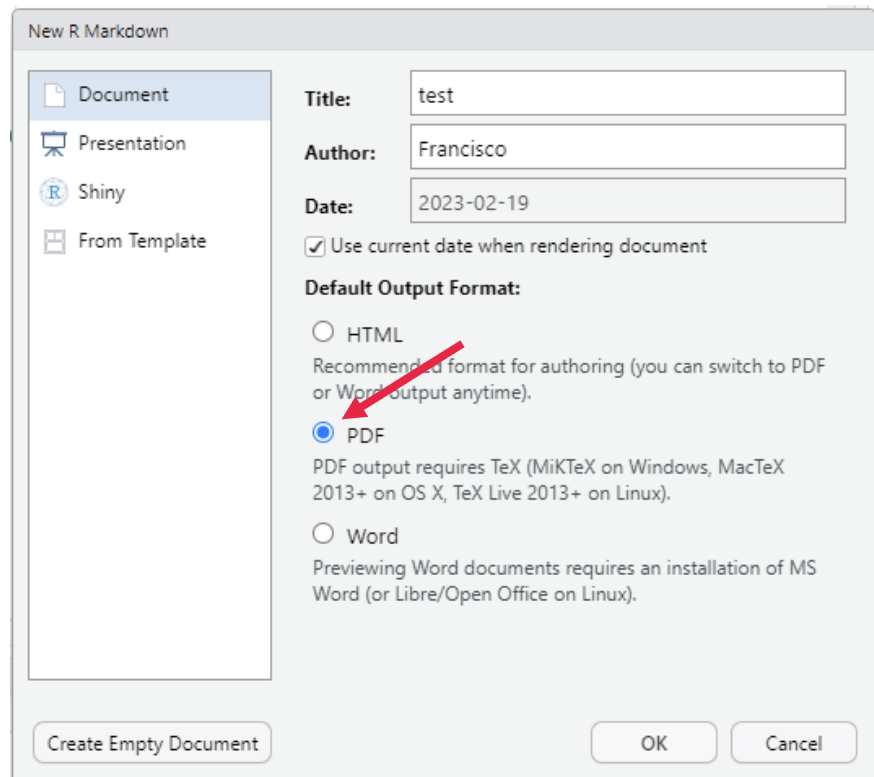 New R Markdown
Document
Presentation
Shiny
From Template
Title:
test
Author:
Francisco
Date:
2023-02-19
Use current date when rendering document
Default Output Format:
HTML
Recommended format for authoring (you can switch to PDF
or Word output anytime).
PDF
PDF output requires TeX (MiKTeX on Windows, MacTeX
2013+ on OS X, TeX Live 2013+ on Linux).
Word
Previewing Word documents requires an installation of MS
Word (or Libre/Open Office on Linux).
Create Empty Document
OK
Cancel